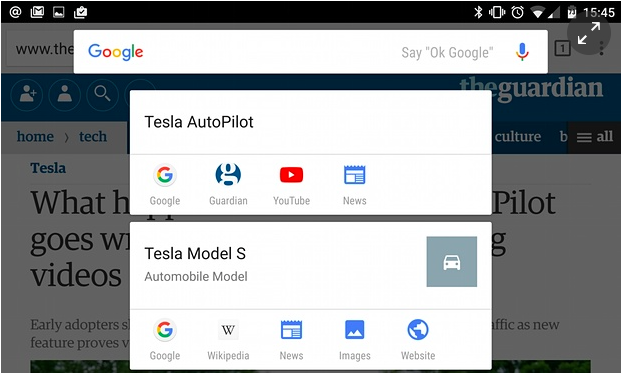 @ 15:45
www.the 1
Google Say "Ok Google"
theguardian
home › tech culture b all
Tesla AutoPilot
Google Guardian YouTube News
Tesla
What h Pilot
goes w g
videos
Tesla Model S
Automobile Model
Early adopters s affic as new
feature proves v
Google Wikipedia News Images Website
W